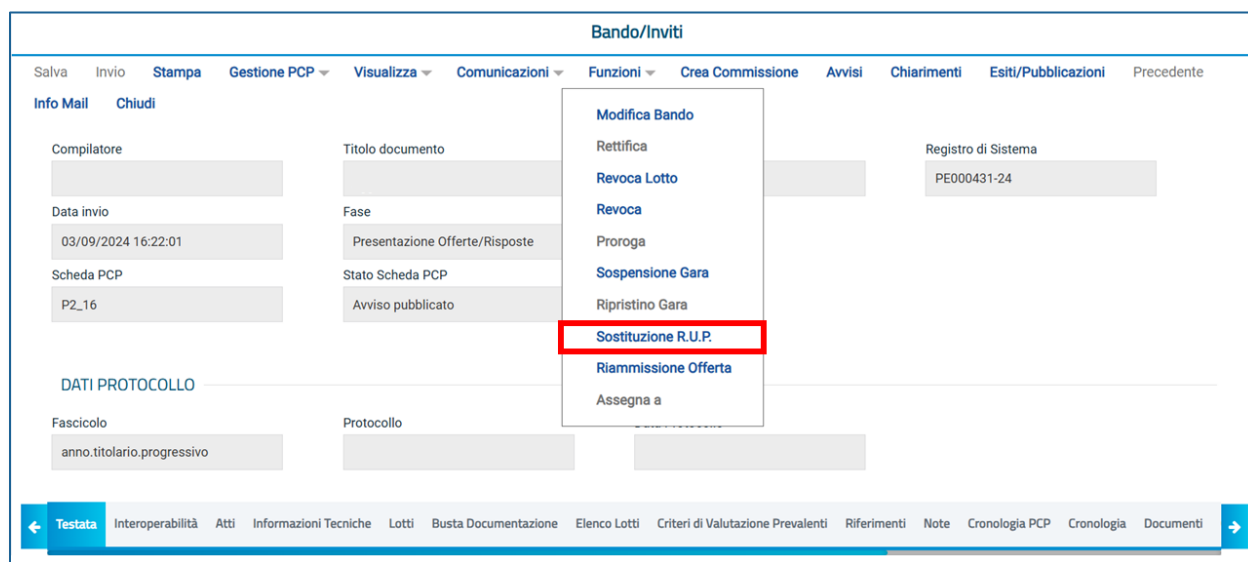 Bando/Inviti
Salva Invio Stampa Gestione PCP Visualizza Comunicazioni Funzioni Crea Commissione Avvisi Chiarimenti Esiti/Pubblicazioni Precedente
Info Mail Chiudi
Modifica Bando
Rettifica
Revoca Lotto
Revoca
Proroga
Sospensione Gara
Ripristino Gara
Sostituzione R.U.P.
Riammissione Offerta
Assegna a
Compilatore Titolo documento Registro di Sistema
PE000431-24
Data invio Fase
03/09/2024 16:22:01 Presentazione Offerte/Risposte
Scheda PCP Stato Scheda PCP
P2_16 Avviso pubblicato
DATI PROTOCOLLO
Fascicolo Protocollo
anno.titolario.progressivo
Testata Interoperabilità Atti Informazioni Tecniche Lotti Busta Documentazione Elenco Lotti Criteri di Valutazione Prevalenti Riferimenti Note Cronologia PCP Cronologia Documenti